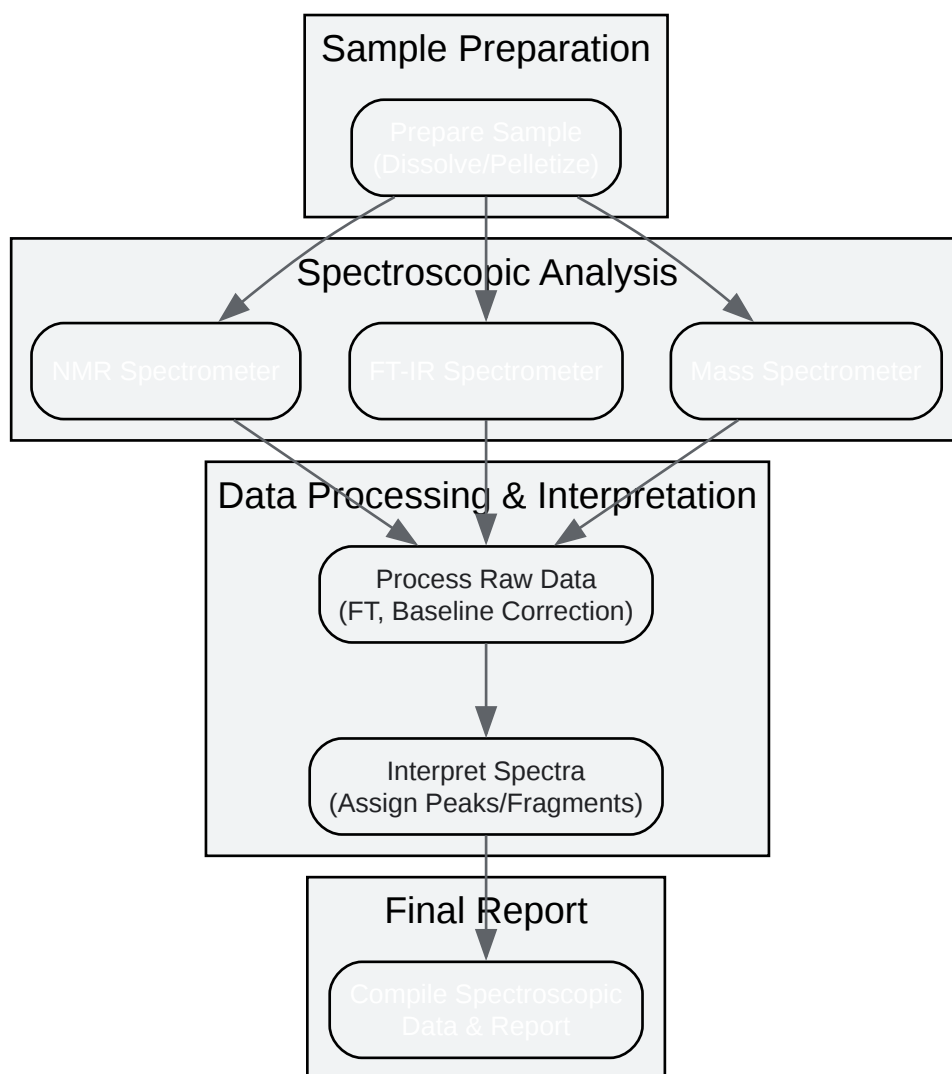 Sample Preparation
Prepare Sample
(Dissolve/Pelletize)
Spectroscopic Analysis
NMR Spectrometer
FT-IR Spectrometer
Mass Spectrometer
Data Processing & Interpretation
Process Raw Data
(FT, Baseline Correction)
Interpret Spectra
(Assign Peaks/Fragments)
Final Report
Compile Spectroscopic
Data & Report